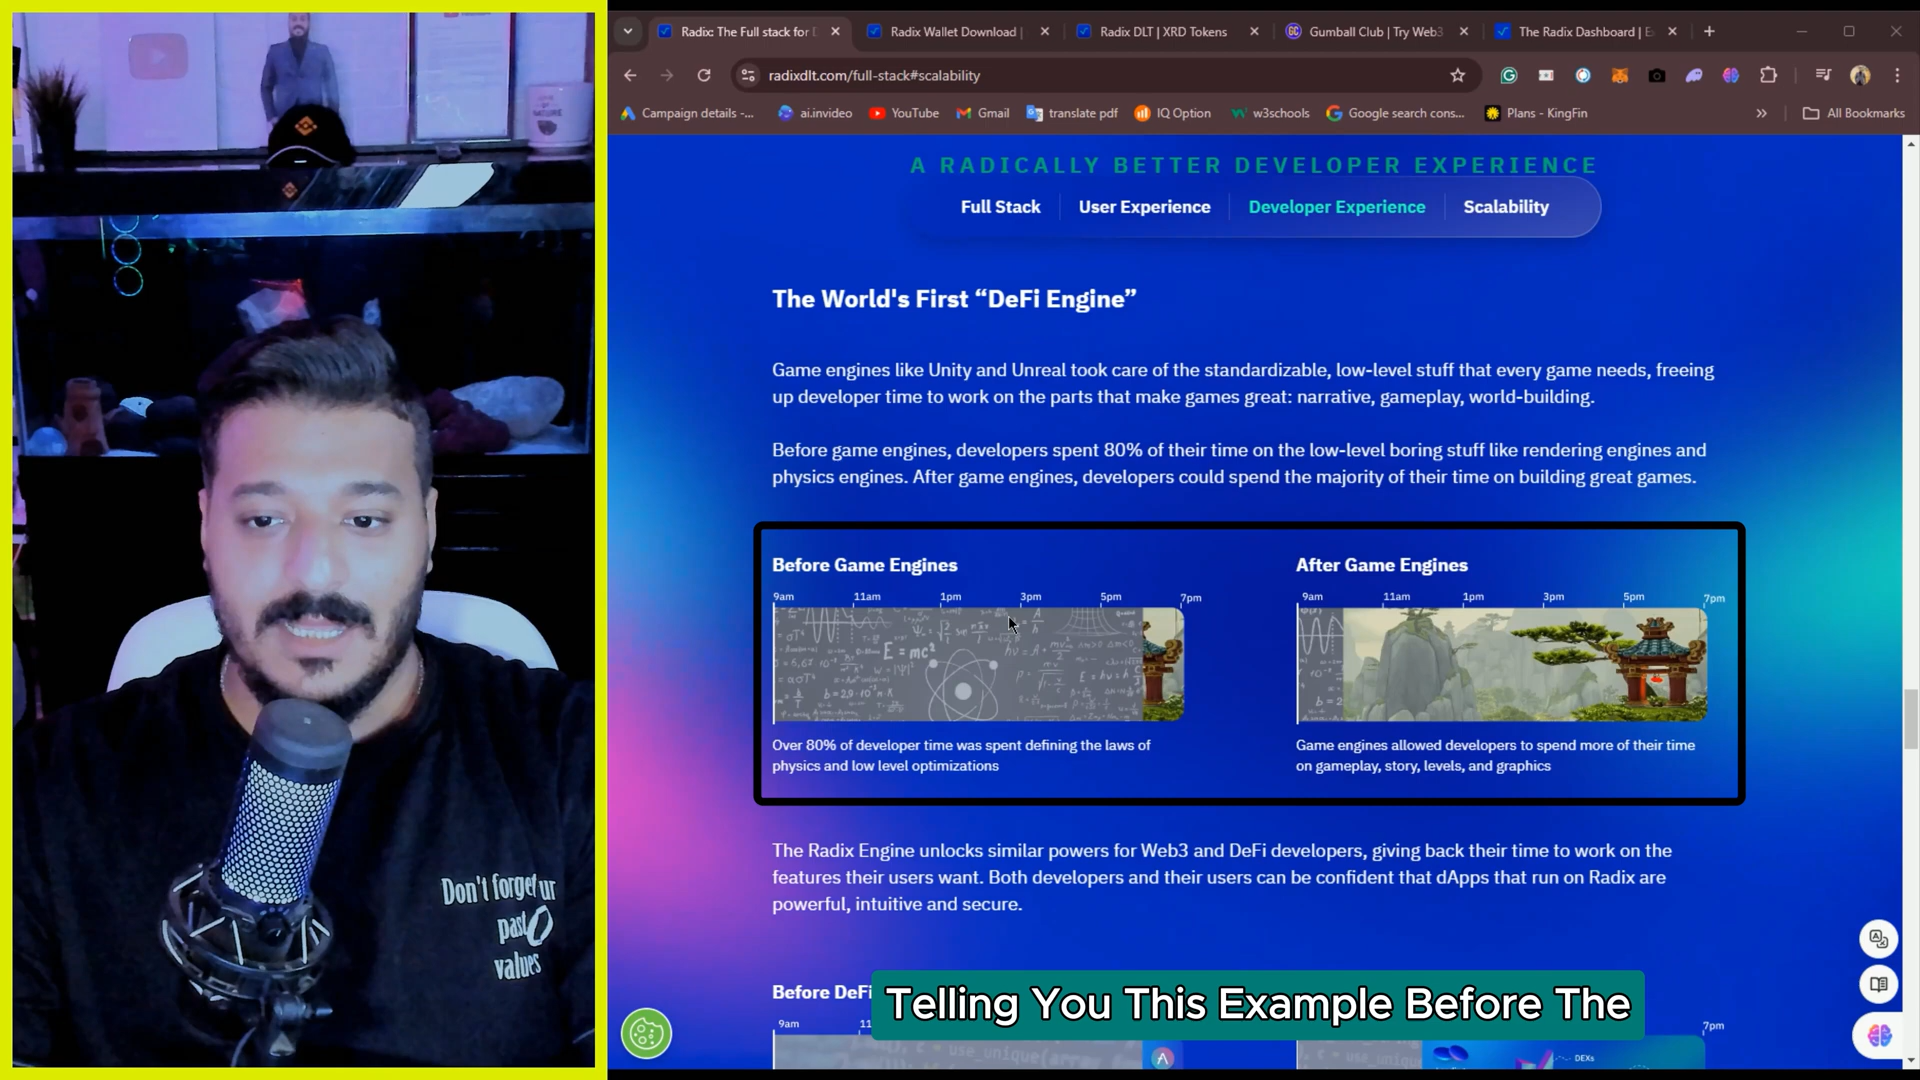 Radix: The Full stack for
Radix Wallet Download |
Radix DLT | XRD Tokens
Gumball Club | Try Web3
The Radix Dashboard |
radixdlt.com/full-stack#scalability
Campaign details -...
ai.invideo
YouTube
Gmail
translate pdf
IQ Option
w3schools
Google search cons...
Plans - KingFin
All Bookmarks
A RADICALLY BETTER DEVELOPER EXPERIENCE
Full Stack
User Experience
Developer Experience
Scalability
The World's First “DeFi Engine”
Game engines like Unity and Unreal took care of the standardizable, low-level stuff that every game needs, freeing
up developer time to work on the parts that make games great: narrative, gameplay, world-building.
Before game engines, developers spent 80% of their time on the low-level boring stuff like rendering engines and
physics engines. After game engines, developers could spend the majority of their time on building great games.
Before Game Engines
9am 11am 1pm 3pm 5pm 7pm
E = mc²
Over 80% of developer time was spent defining the laws of
physics and low level optimizations
After Game Engines
9am 11am 1pm 3pm 5pm 7pm
Game engines allowed developers to spend more of their time
on gameplay, story, levels, and graphics
The Radix Engine unlocks similar powers for Web3 and DeFi developers, giving back their time to work on the
features their users want. Both developers and their users can be confident that dApps that run on Radix are
powerful, intuitive and secure.
Before DeFi
9am
7pm
DEXs
Telling You This Example Before The
Don't forget ur
past
values